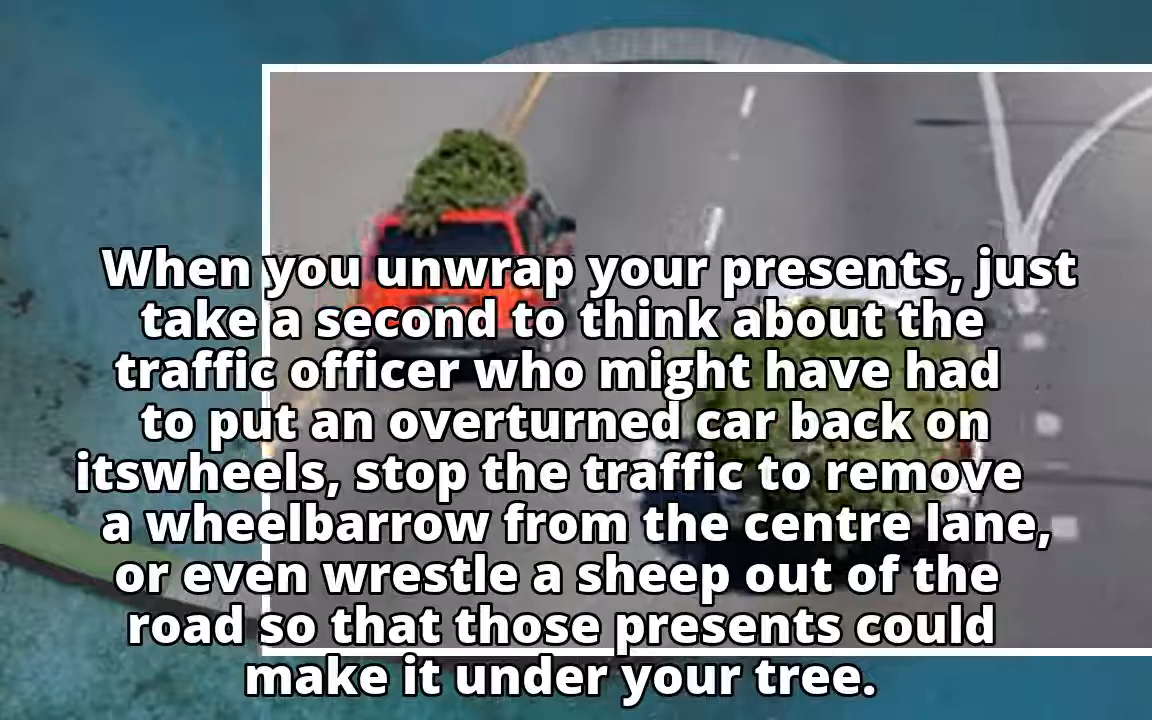 When you unwrap your presents, just
take a second to think about the
traffic officer who might have had
to put an overturned car back on
itswheels, stop the traffic to remove
a wheelbarrow from the centre lane,
or even wrestle a sheep out of the
road so that those presents could
make it under your tree.